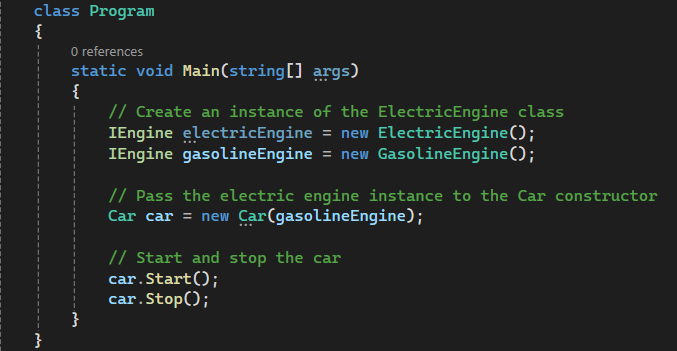 class Program
{
0 references
static void Main(string[] args)
{
// Create an instance of the ElectricEngine class
IEngine electricEngine = new ElectricEngine();
IEngine gasolineEngine = new GasolineEngine();
// Pass the electric engine instance to the Car constructor
Car car = new Car(gasolineEngine);
// Start and stop the car
car.Start();
car.Stop();
}
}